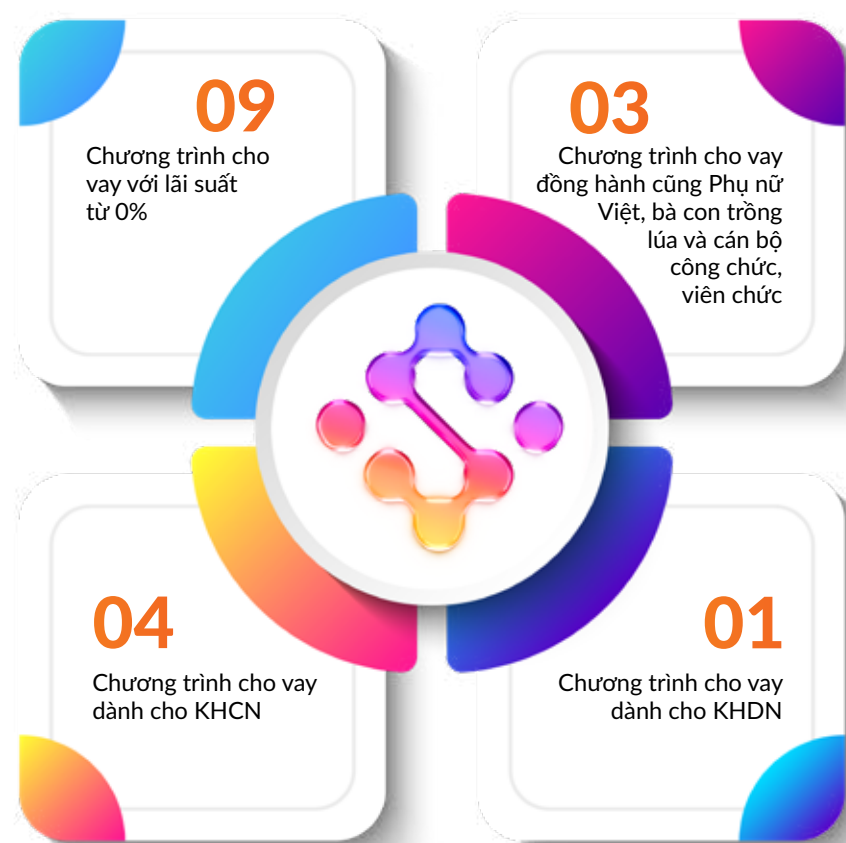 09
Chương trình cho
vay với lãi suất
từ 0%
03
Chương trình cho vay
đồng hành cũng Phụ nữ
Việt, bà con trồng
lúa và cán bộ
công chức,
viên chức
04
Chương trình cho vay
dành cho KHCN
01
Chương trình cho vay
dành cho KHDN